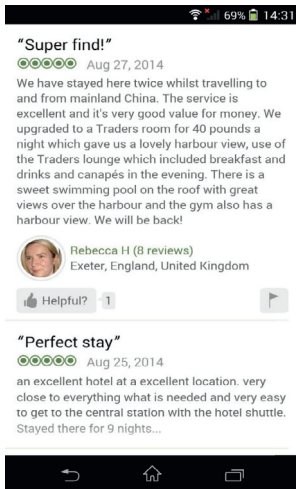 69% 14:31
“Super find!”
Aug 27, 2014
We have stayed here twice whilst travelling to
and from mainland China. The service is
excellent and it's very good value for money. We
upgraded to a Traders room for 40 pounds a
night which gave us a lovely harbour view, use of
the Traders lounge which included breakfast and
drinks and canapés in the evening. There is a
sweet swimming pool on the roof with great
views over the harbour and the gym also has a
harbour view. We will be back!
Rebecca H (8 reviews)
Exeter, England, United Kingdom
Helpful? 1
“Perfect stay”
Aug 25, 2014
an excellent hotel at a excellent location. very
close to everything what is needed and very easy
to get to the central station with the hotel shuttle.
Stayed there for 9 nights...